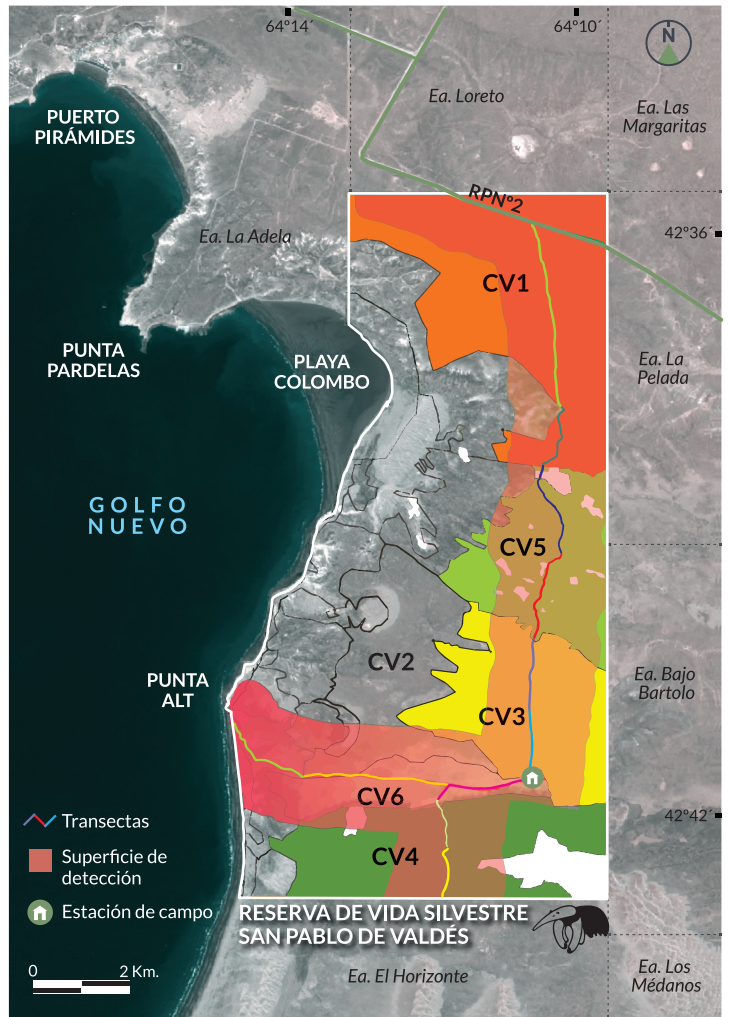 64°14´
64°10´
N
Ea. Loreto
Ea. Las
Margaritas
PUERTO
PIRÁMIDES
RPNº2
Ea. La Adela
42°36´
CV1
PUNTA
PARDELAS
PLAYA
COLOMBO
Ea. La
Pelada
GOLFO
NUEVO
CV5
CV2
PUNTA
ALT
Ea. Bajo
Bartolo
CV3
CV6
42°42´
Transectas
CV4
Superficie de
detección
Estación de campo
RESERVA DE VIDA SILVESTRE
SAN PABLO DE VALDÉS
0 2 Km.
Ea. El Horizonte
Ea. Los
Médanos